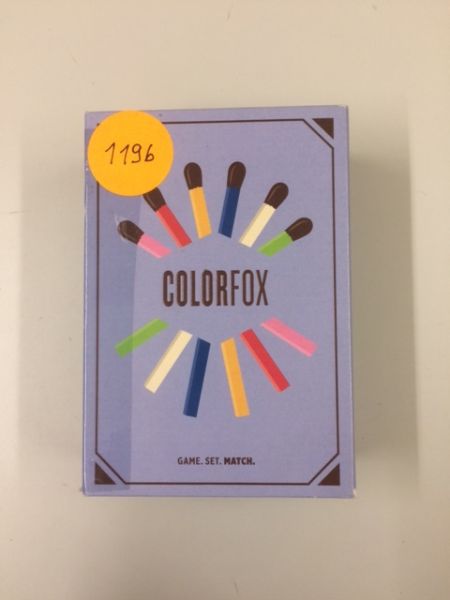 1196
COLORFOX
GAME. SET. MATCH.